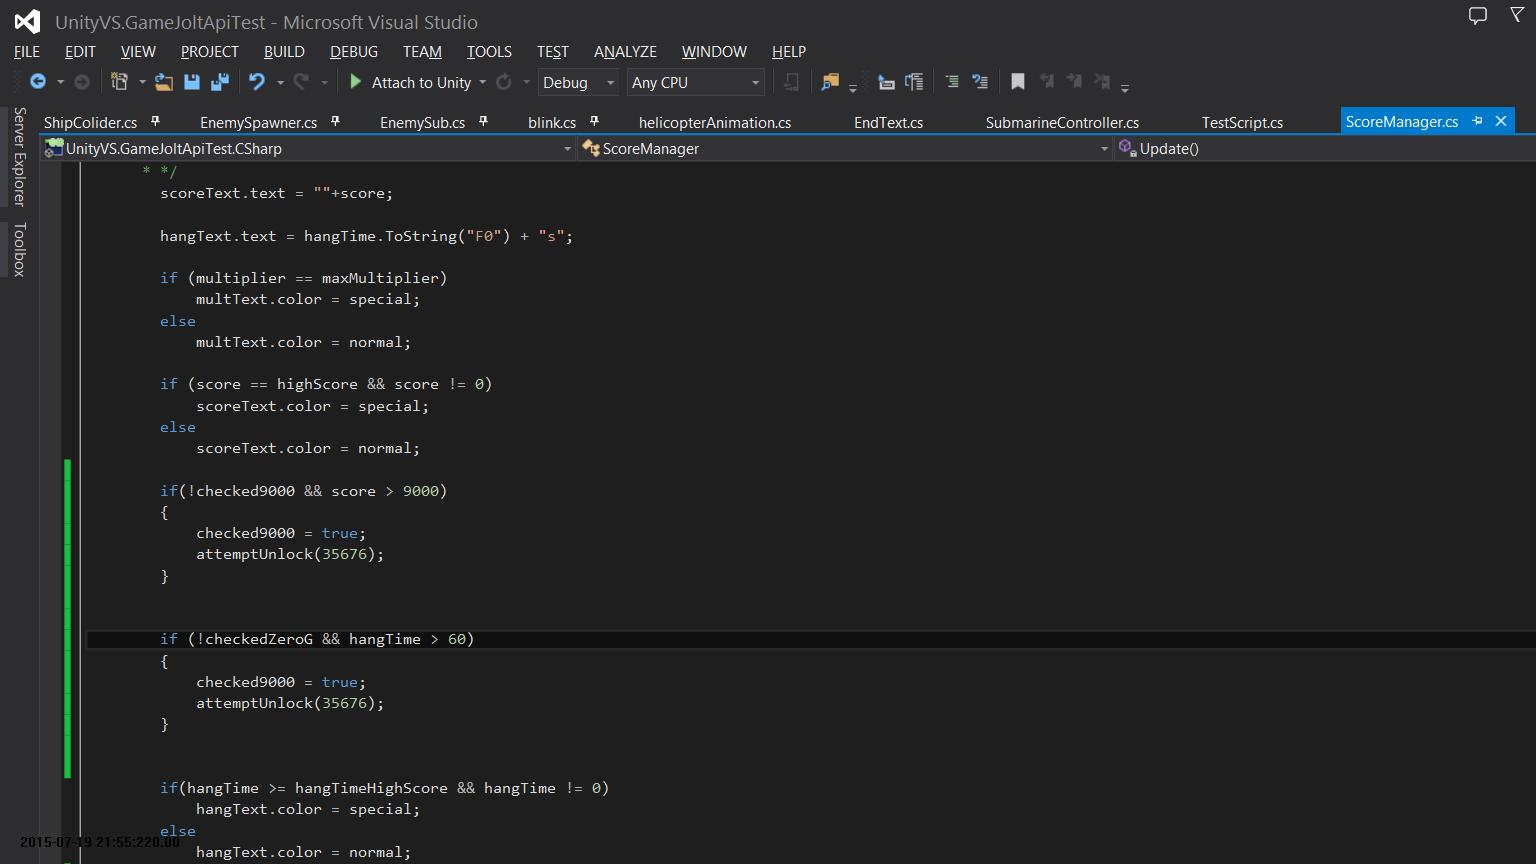 UnityVS.GameJoltApiTest - Microsoft Visual Studio
FILE EDIT VIEW PROJECT BUILD DEBUG TEAM TOOLS TEST ANALYZE WINDOW HELP
Attach to Unity Debug Any CPU
Server Explorer
Toolbox
ShipColider.cs EnemySpawner.cs EnemySub.cs blink.cs helicopterAnimation.cs EndText.cs SubmarineController.cs TestScript.cs ScoreManager.cs
UnityVS.GameJoltApiTest.CSharp ScoreManager Update()
* */
scoreText.text = ""+score;
hangText.text = hangTime.ToString("F0") + "s";
if (multiplier == maxMultiplier)
multText.color = special;
else
multText.color = normal;
if (score == highScore && score != 0)
scoreText.color = special;
else
scoreText.color = normal;
if(!checked9000 && score > 9000)
{
checked9000 = true;
attemptUnlock(35676);
}
if (!checkedZeroG && hangTime > 60)
{
checked9000 = true;
attemptUnlock(35676);
}
if(hangTime >= hangTimeHighScore && hangTime != 0)
hangText.color = special;
else
2015-07-19 21:55:220.00
hangText.color = normal;